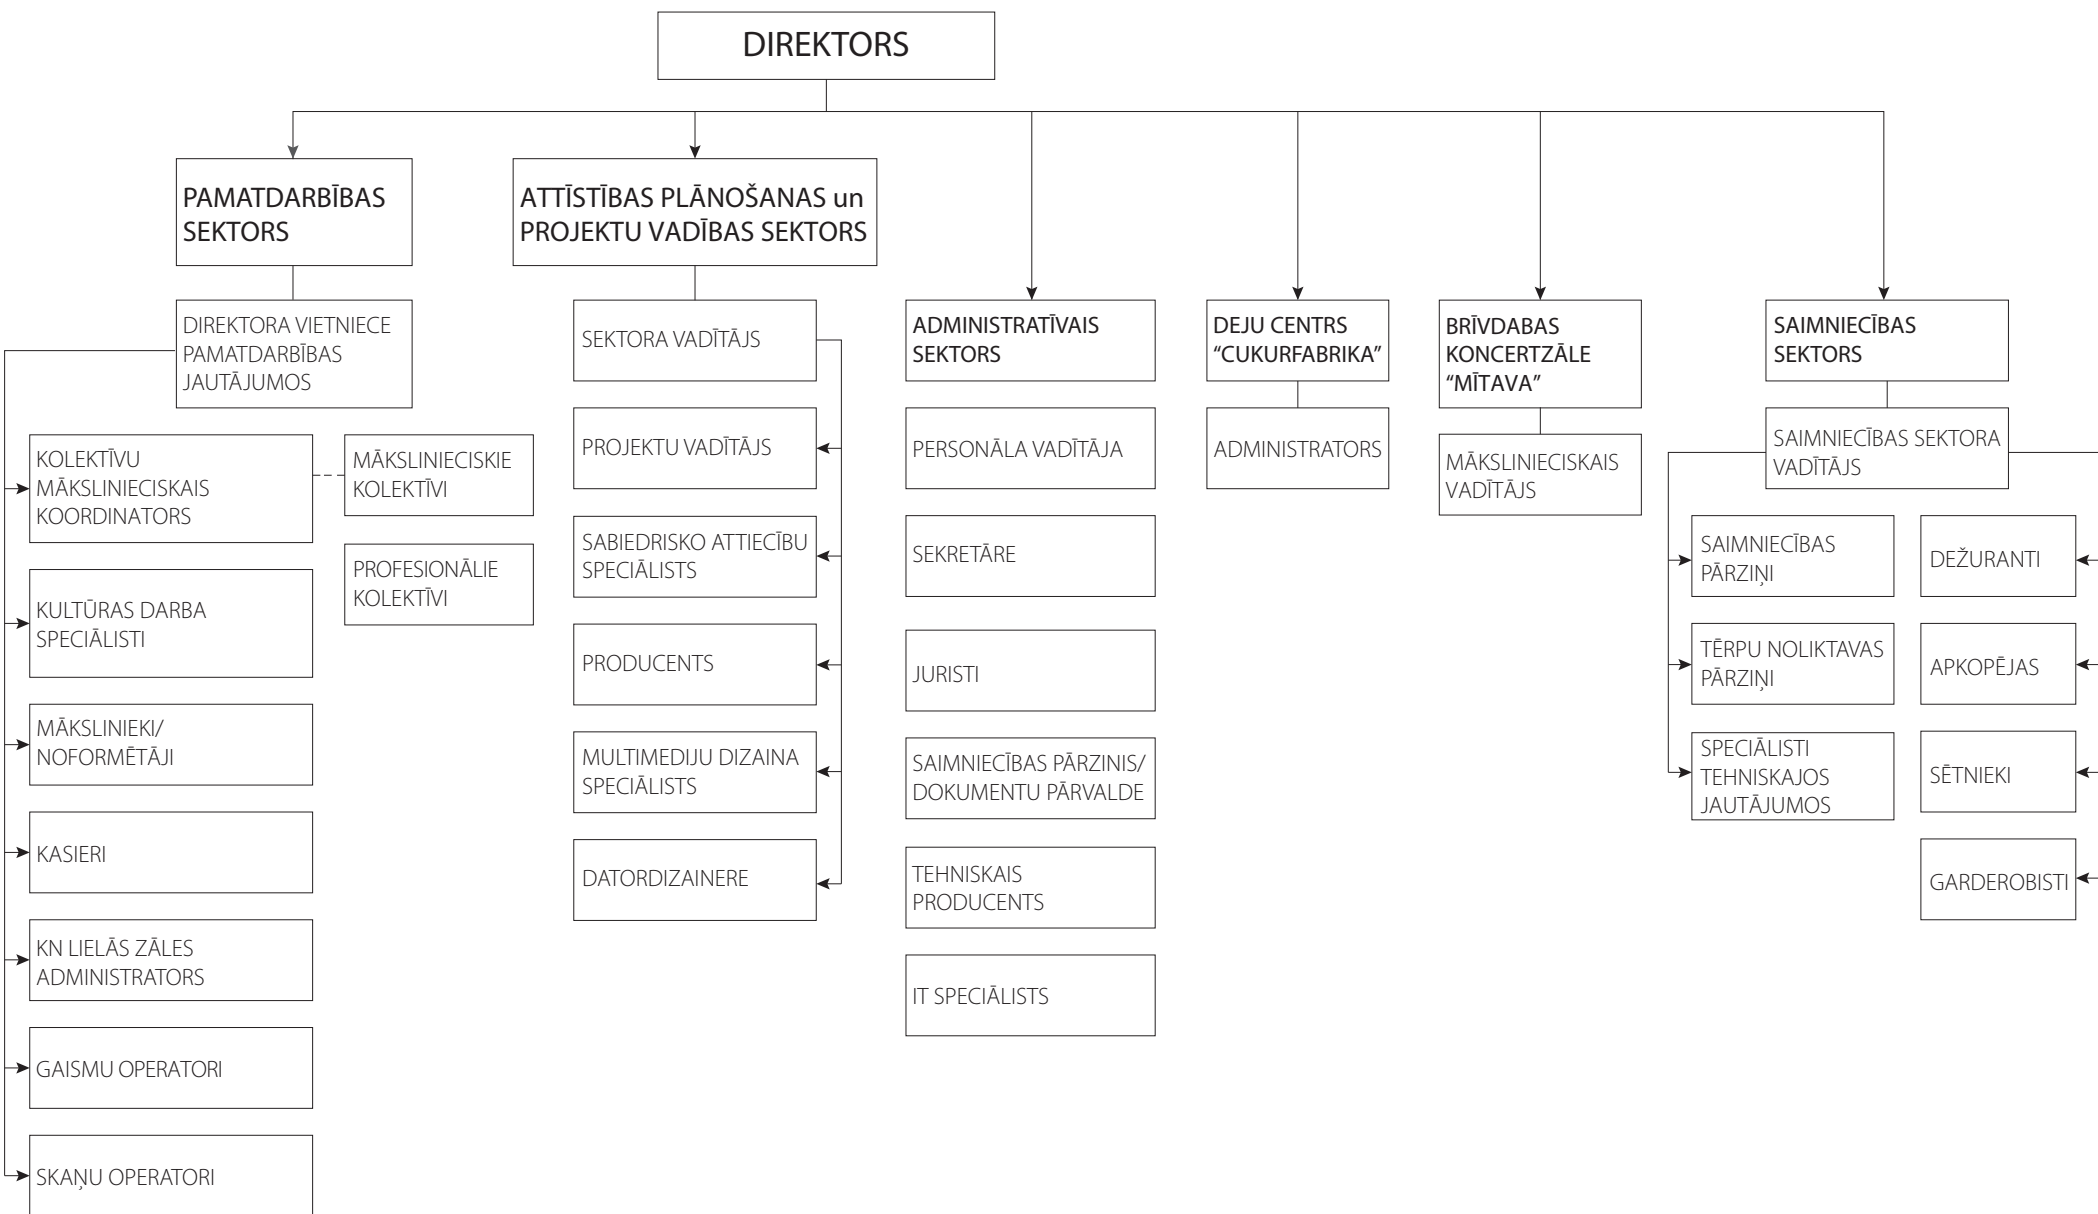 DIREKTORS
PAMATDARBĪBAS
SEKTORS
DIREKTORA VIETNIECE
PAMATDARBĪBAS
JAUTĀJUMOS
KOLEKTĪVU
MĀKSLINIECISKAIS
KOORDINATORS
MĀKSLINIECISKIE
KOLEKTĪVI
PROFESIONĀLIE
KOLEKTĪVI
KULTŪRAS DARBA
SPECIĀLISTI
MĀKSLINIEKI/
NOFORMĒTĀJI
KASIERI
KN LIELĀS ZĀLES
ADMINISTRATORS
GAISMU OPERATORI
SKAŅU OPERATORI
ATTĪSTĪBAS PLĀNOŠANAS un
PROJEKTU VADĪBAS SEKTORS
SEKTORA VADĪTĀJS
PROJEKTU VADĪTĀJS
SABIEDRISKO ATTIECĪBU
SPECIĀLISTS
PRODUCENTS
MULTIMEDIJU DIZAINA
SPECIĀLISTS
DATORDIZAINERE
ADMINISTRATĪVAIS
SEKTORS
PERSONĀLA VADĪTĀJA
SEKRETĀRE
JURISTI
SAIMNIECĪBAS PĀRZINIS/
DOKUMENTU PĀRVALDE
TEHNISKAIS
PRODUCENTS
IT SPECIĀLISTS
DEJU CENTRS
“CUKURFABRIKA”
ADMINISTRATORS
BRĪVDABAS
KONCERTZĀLE
“MĪTAVA”
MĀKSLINIECISKAIS
VADĪTĀJS
SAIMNIECĪBAS
SEKTORS
SAIMNIECĪBAS SEKTORA
VADĪTĀJS
SAIMNIECĪBAS
PĀRZIŅI
TĒRPU NOLIKTAVAS
PĀRZIŅI
SPECIĀLISTI
TEHNISKAJOS
JAUTĀJUMOS
DEŽURANTI
APKOPĒJAS
SĒTNIEKI
GARDEROBISTI